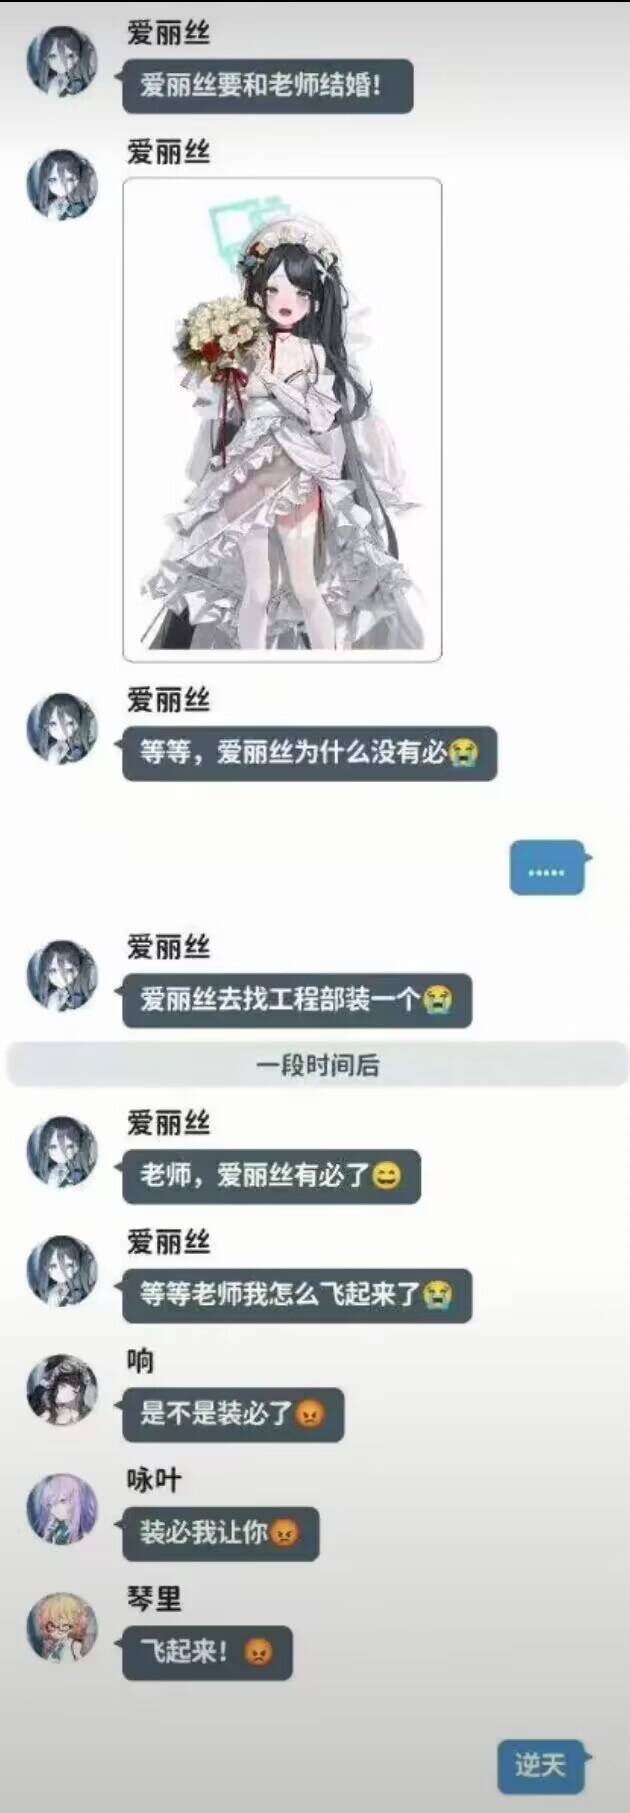 爱丽丝
爱丽丝要和老师结婚！
爱丽丝
爱丽丝
等等，爱丽丝为什么没有必😭
.....
爱丽丝
爱丽丝去找工程部装一个😭
一段时间后
爱丽丝
老师，爱丽丝有必了😄
爱丽丝
等等老师我怎么飞起来了😭
响
是不是装必了😡
咏叶
装必我让你😡
琴里
飞起来！😡
逆天